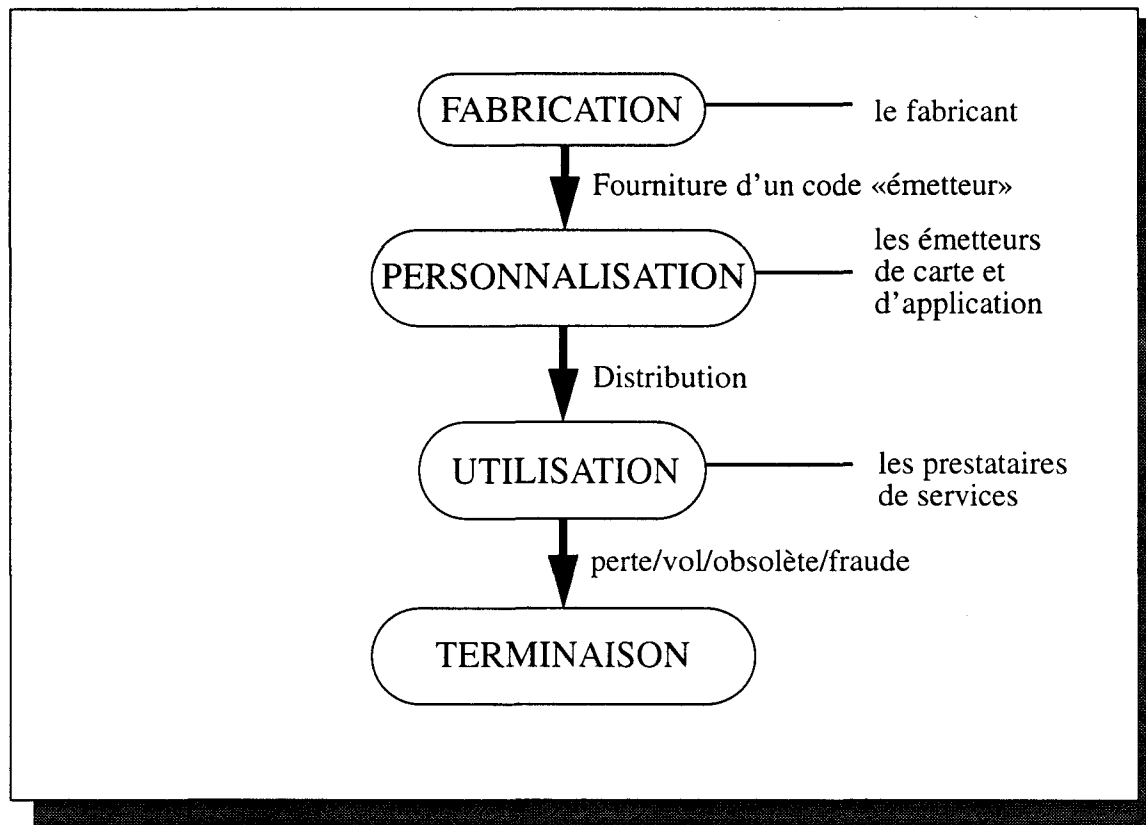 FABRICATION
le fabricant
Fourniture d'un code «émetteur»
PERSONNALISATION
les émetteurs
de carte et
d'application
Distribution
UTILISATION
les prestataires
de services
perte/vol/obsolète/fraude
TERMINAISON